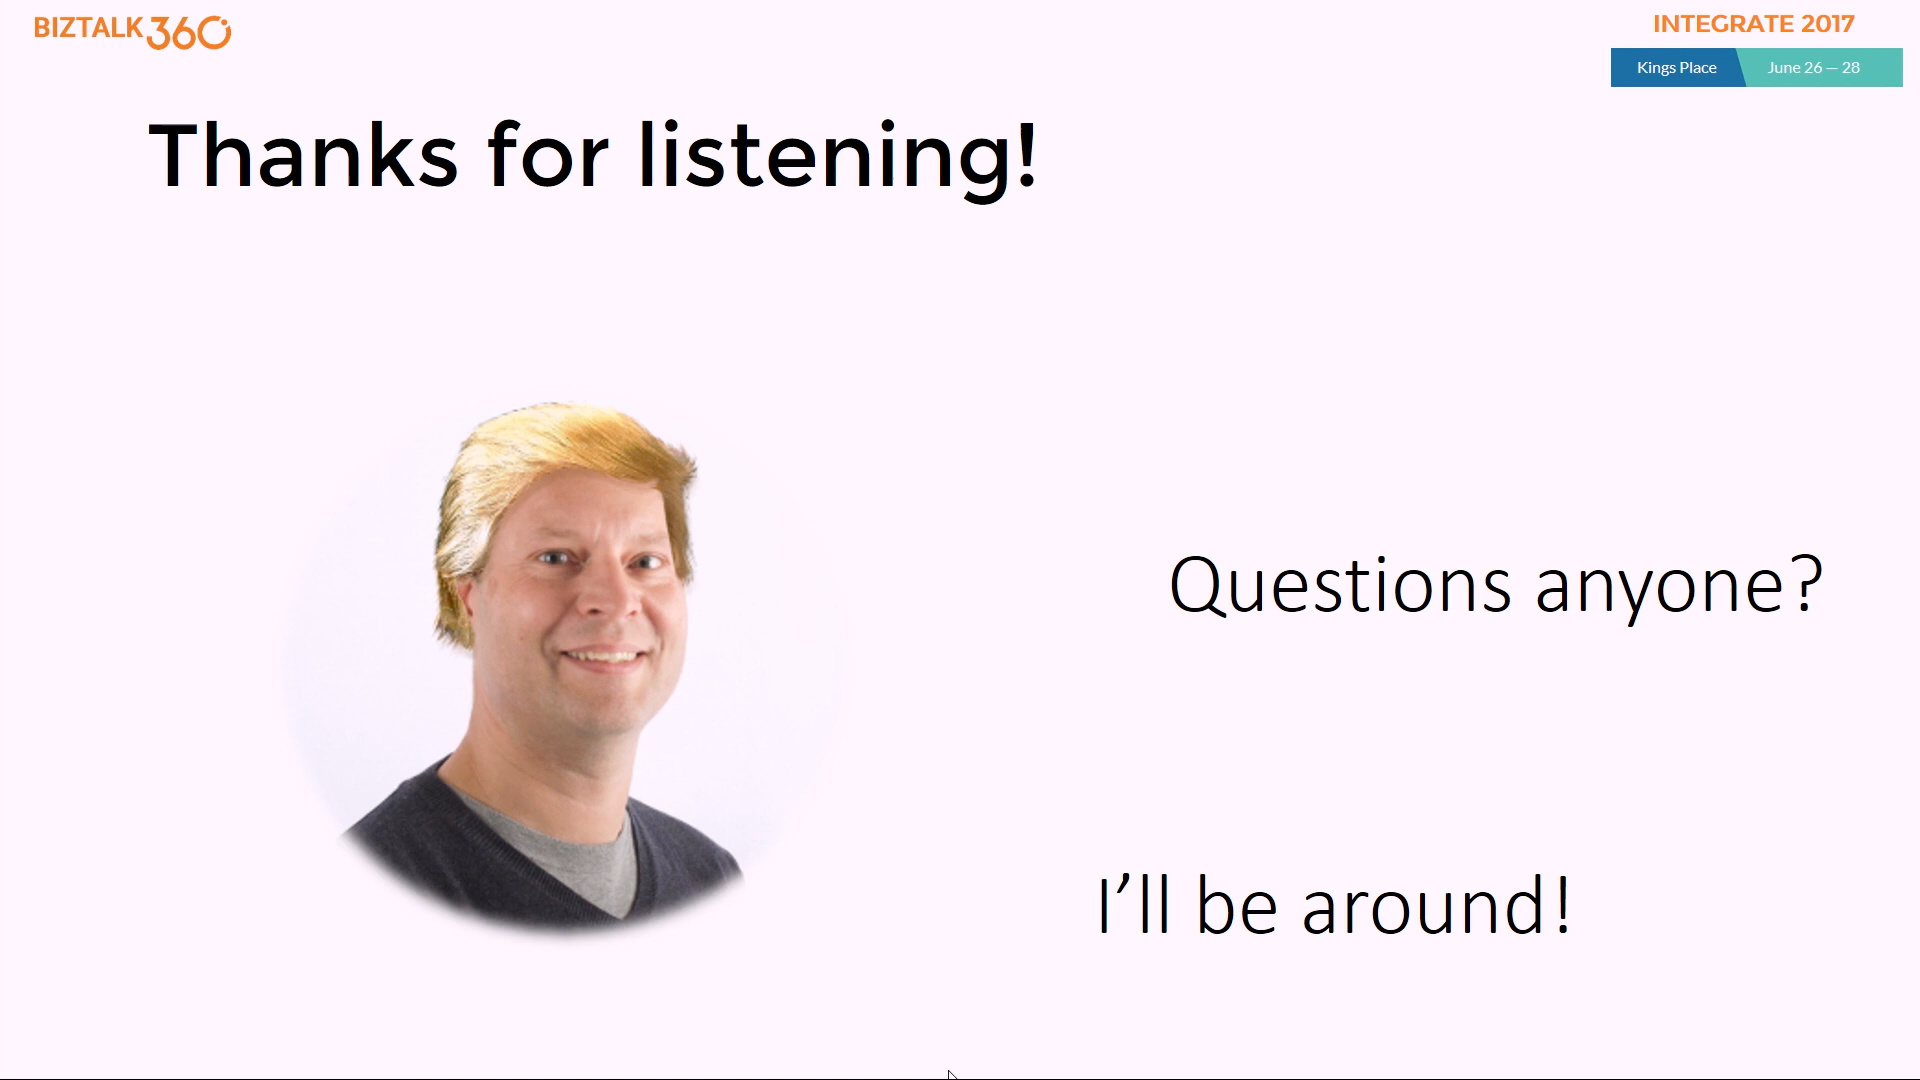 BIZTALK360
INTEGRATE 2017
Kings Place June 26 — 28
Thanks for listening!
Questions anyone?
I’ll be around!